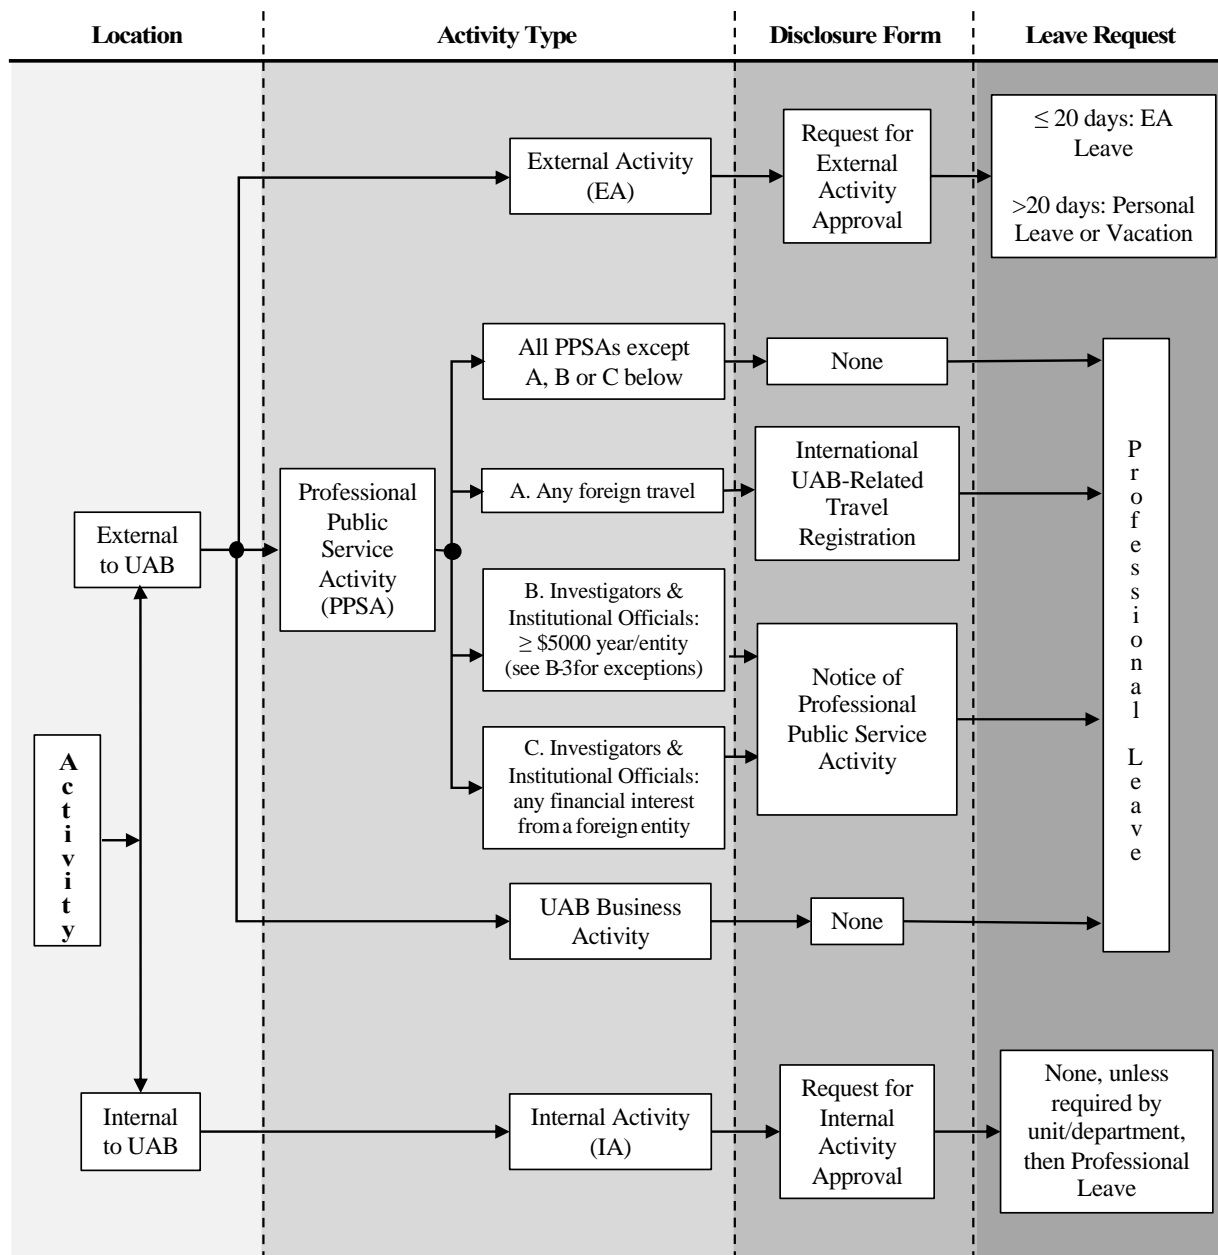 Location
Activity Type
Disclosure Form
Leave Request
External Activity
(EA)
Request for
External
Activity
Approval
≤ 20 days: EA
Leave
>20 days: Personal
Leave or Vacation
All PPSAs except
A, B or C below
None
A. Any foreign travel
International
UAB-Related
Travel
Registration
External
to UAB
Professional
Public
Service
Activity
(PPSA)
B. Investigators &
Institutional Officials:
≥ $5000 year/entity
(see B-3for exceptions)
C. Investigators &
Institutional Officials:
any financial interest
from a foreign entity
Notice of
Professional
Public Service
Activity
Professional Leave
Activity
UAB Business
Activity
None
Internal
to UAB
Internal Activity
(IA)
Request for
Internal
Activity
Approval
None, unless
required by
unit/department,
then Professional
Leave